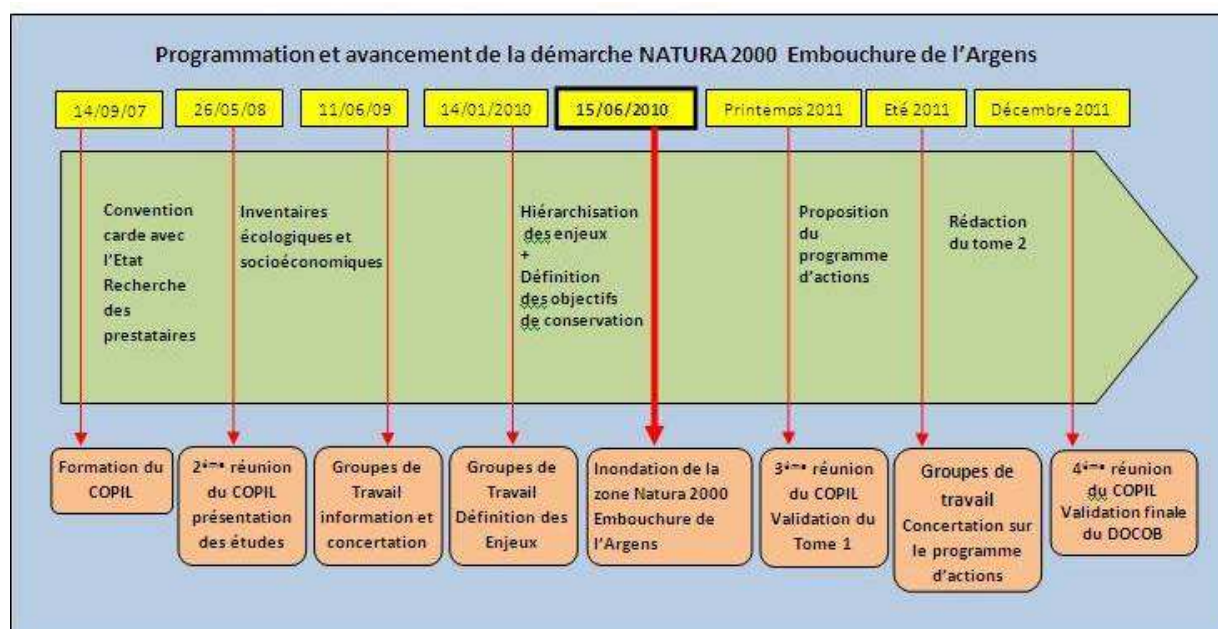 Programmation et avancement de la démarche NATURA 2000 Embouchure de l'Argens
14/09/07
26/05/08
11/06/09
14/01/2010
15/06/2010
Printemps 2011
Eté 2011
Décembre 2011
Convention
carde avec
l'Etat
Recherche
des
prestataires
Inventaires
écologiques et
socioéconomiques
Hiérarchisation
des enjeux
+
Définition
des objectifs
de conservation
Proposition
du
programme
d'actions
Rédaction
du tome 2
Formation du
COPIL
2ème réunion
du COPIL
présentation
des études
Groupes de
Travail
information et
concertation
Groupes de
Travail
Définition des
Enjeux
Inondation de la
zone Natura 2000
Embouchure de
l'Argens
3ème réunion
du COPIL
Validation du
Tome 1
Groupes de
travail
Concertation sur
le programme
d'actions
4ème réunion
du COPIL
Validation finale
du DOCOB